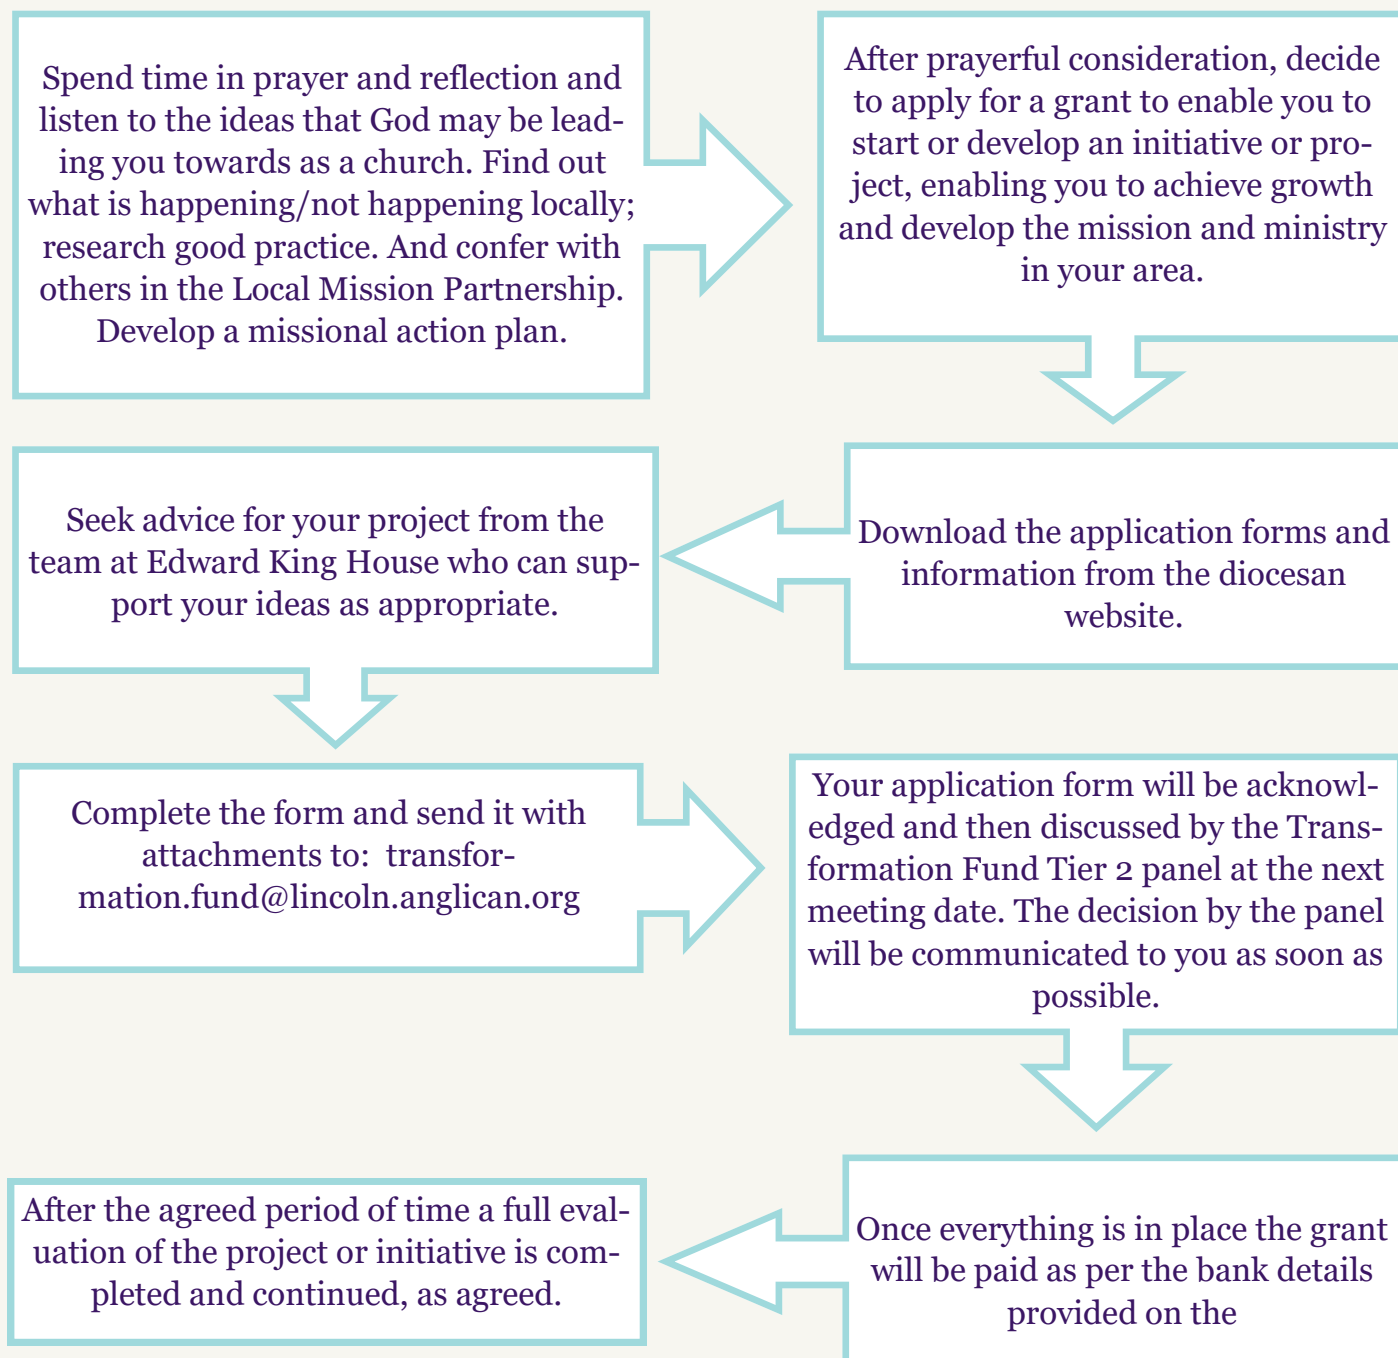 Spend time in prayer and reflection and
listen to the ideas that God may be lead-
ing you towards as a church. Find out
what is happening/not happening locally;
research good practice. And confer with
others in the Local Mission Partnership.
Develop a missional action plan.
After prayerful consideration, decide
to apply for a grant to enable you to
start or develop an initiative or pro-
ject, enabling you to achieve growth
and develop the mission and ministry
in your area.
Download the application forms and
information from the diocesan
website.
Seek advice for your project from the
team at Edward King House who can sup-
port your ideas as appropriate.
Complete the form and send it with
attachments to:  transfor-
mation.fund@lincoln.anglican.org
Your application form will be acknowl-
edged and then discussed by the Trans-
formation Fund Tier 2 panel at the next
meeting date. The decision by the panel
will be communicated to you as soon as
possible.
Once everything is in place the grant
will be paid as per the bank details
provided on the
After the agreed period of time a full eval-
uation of the project or initiative is com-
pleted and continued, as agreed.